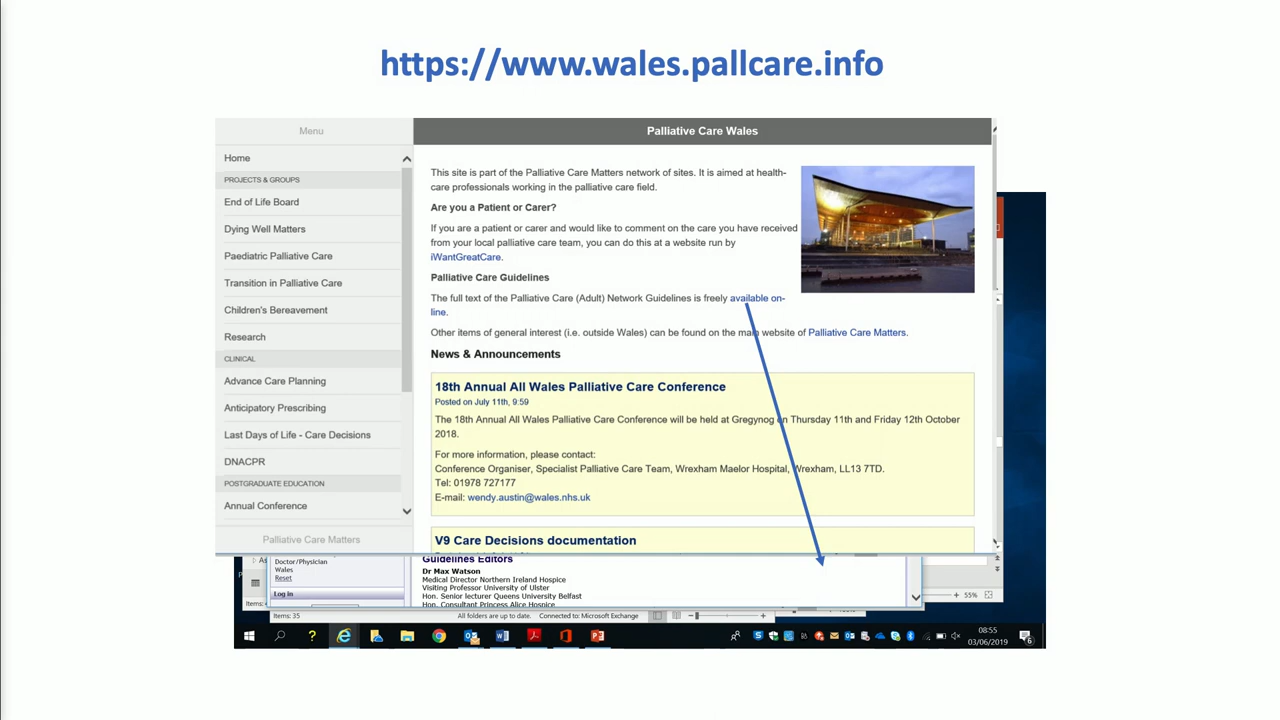 https://www.wales.pallcare.info
Menu
Home
PROJECTS & GROUPS
End of Life Board
Dying Well Matters
Paediatric Palliative Care
Transition in Palliative Care
Children's Bereavement
Research
CLINICAL
Advance Care Planning
Anticipatory Prescribing
Last Days of Life - Care Decisions
DNACPR
POSTGRADUATE EDUCATION
Annual Conference
Palliative Care Matters
Palliative Care Wales
This site is part of the Palliative Care Matters network of sites. It is aimed at health-
care professionals working in the palliative care field.
Are you a Patient or Carer?
If you are a patient or carer and would like to comment on the care you have received
from your local palliative care team, you can do this at a website run by
iWantGreatCare.
Palliative Care Guidelines
The full text of the Palliative Care (Adult) Network Guidelines is freely available on-
line.
Other items of general interest (i.e. outside Wales) can be found on the main website of Palliative Care Matters.
News & Announcements
18th Annual All Wales Palliative Care Conference
Posted on July 11th, 9:59
The 18th Annual All Wales Palliative Care Conference will be held at Gregynog on Thursday 11th and Friday 12th October
2018.
For more information, please contact:
Conference Organiser, Specialist Palliative Care Team, Wrexham Maelor Hospital, Wrexham, LL13 7TD.
Tel: 01978 727177
E-mail: wendy.austin@wales.nhs.uk
V9 Care Decisions documentation
Doctor/Physician
Wales
Reset
Log in
Guidelines Editors
Dr Max Watson
Medical Director Northern Ireland Hospice
Visiting Professor University of Ulster
Hon. Senior lecturer Queens University Belfast
Hon. Consultant Princess Alice Hospice
55%
Items: 35
All folders are up to date.
Connected to: Microsoft Exchange
08:55
03/06/2019